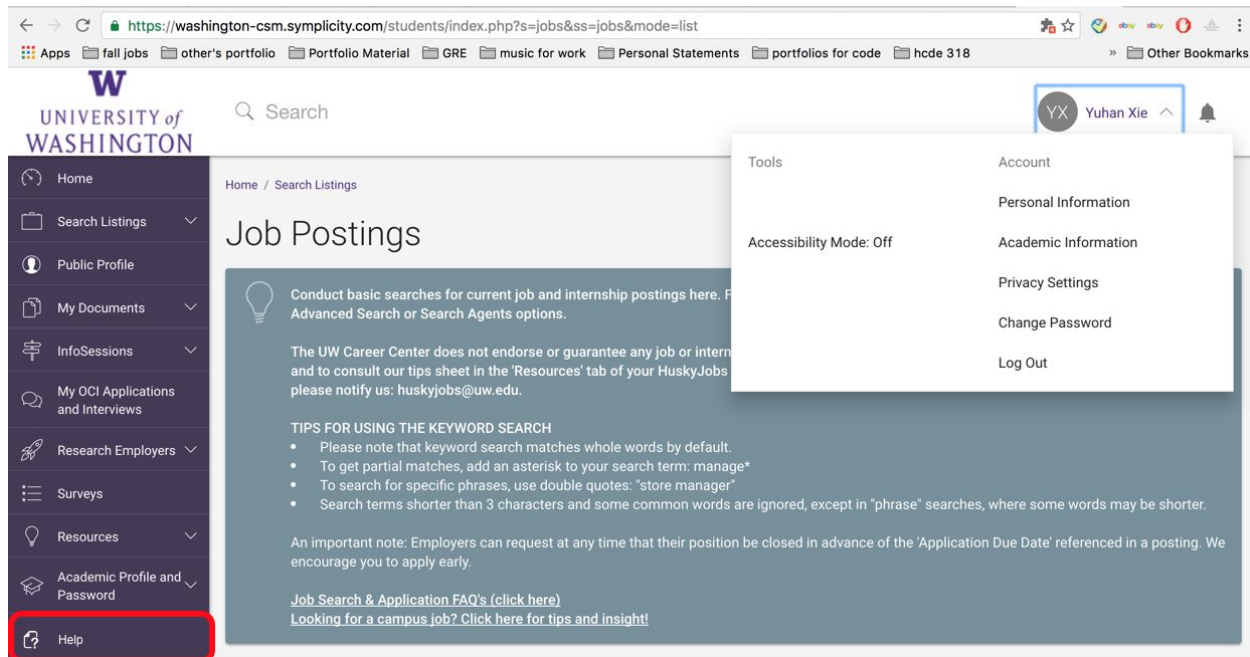 https://washington-csm.symplicity.com/students/index.php?s=jobs&ss=jobs&mode=list
Apps fall jobs other's portfolio Portfolio Material GRE music for work Personal Statements portfolios for code hcde 318 » Other Bookmarks
W
UNIVERSITY of
WASHINGTON
Search
YX Yuhan Xie
Tools
Accessibility Mode: Off
Account
Personal Information
Academic Information
Privacy Settings
Change Password
Log Out
Home
Search Listings
Public Profile
My Documents
InfoSessions
My OCI Applications
and Interviews
Research Employers
Surveys
Resources
Academic Profile and
Password
Help
Home / Search Listings
Job Postings
Conduct basic searches for current job and internship postings here. F
Advanced Search or Search Agents options.
The UW Career Center does not endorse or guarantee any job or intern
and to consult our tips sheet in the 'Resources' tab of your HuskyJobs
please notify us: huskyjobs@uw.edu.
TIPS FOR USING THE KEYWORD SEARCH
• Please note that keyword search matches whole words by default.
• To get partial matches, add an asterisk to your search term: manage*
• To search for specific phrases, use double quotes: "store manager"
• Search terms shorter than 3 characters and some common words are ignored, except in "phrase" searches, where some words may be shorter.
An important note: Employers can request at any time that their position be closed in advance of the 'Application Due Date' referenced in a posting. We
encourage you to apply early.
Job Search & Application FAQ's (click here)
Looking for a campus job? Click here for tips and insight!